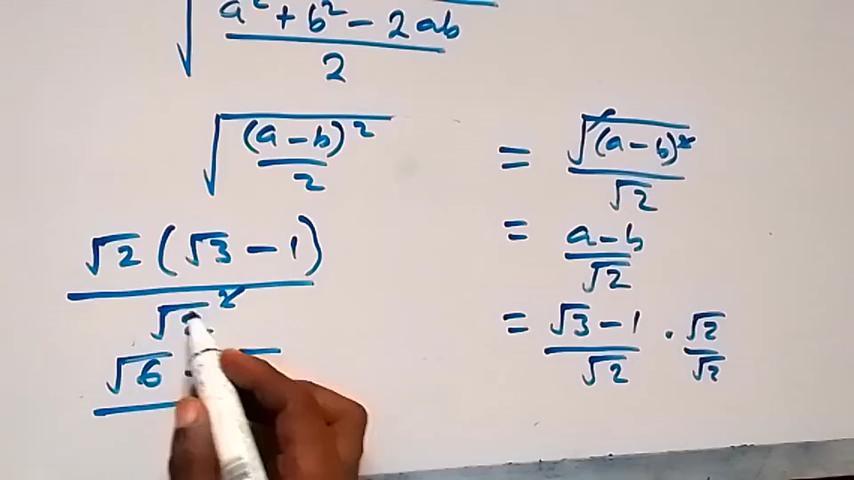 √(a² + b² − 2ab / 2)
√((a − b)² / 2) = √(a − b)² / √2
= a − b / √2
= √3 − 1 / √2 · √2 / √2
√2 (√3 − 1) / √2²
√6